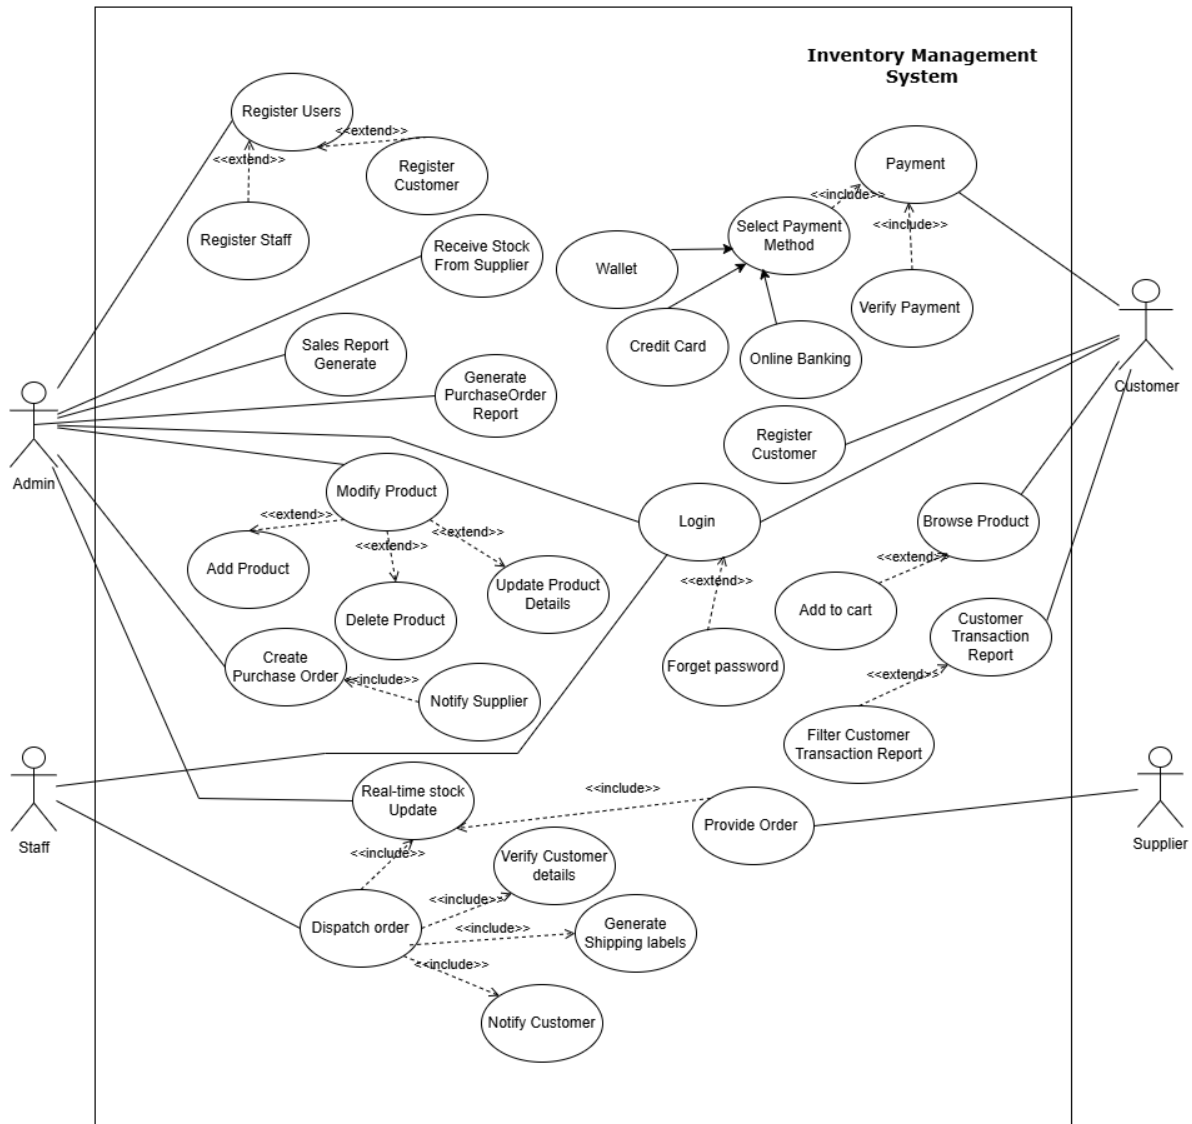 Inventory Management
System
Register Users
<<extend>>
<<extend>>
Register
Customer
Register Staff
Receive Stock
From Supplier
Payment
<<include>>
Select Payment
Method
<<include>>
Wallet
Verify Payment
Credit Card
Online Banking
Sales Report
Generate
Generate
PurchaseOrder
Report
Customer
Admin
Register
Customer
Modify Product
<<extend>>
<<extend>>
<<extend>>
Login
Browse Product
<<extend>>
<<extend>>
Add Product
Update Product
Details
Delete Product
Add to cart
Customer
Transaction
Report
Create
Purchase Order
<<include>>
Notify Supplier
Forget password
<<extend>>
Filter Customer
Transaction Report
Real-time stock
Update
<<include>>
Provide Order
Staff
Supplier
<<include>>
Verify Customer
details
<<include>>
Dispatch order
<<include>>
Generate
Shipping labels
<<include>>
Notify Customer